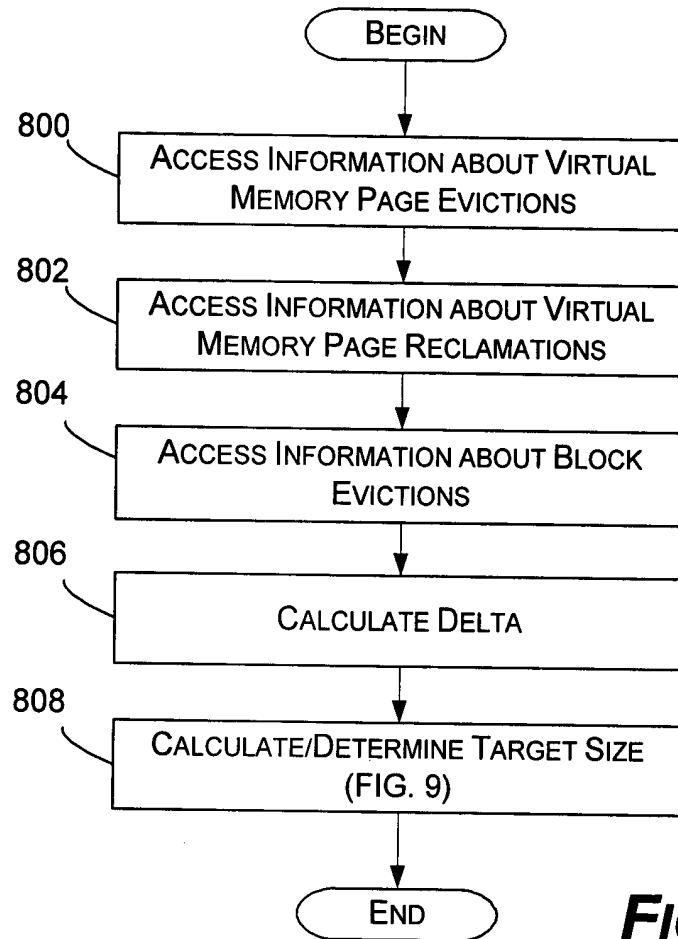 BEGIN
800
ACCESS INFORMATION ABOUT VIRTUAL
MEMORY PAGE EVICTIONS
802
ACCESS INFORMATION ABOUT VIRTUAL
MEMORY PAGE RECLAMATIONS
804
ACCESS INFORMATION ABOUT BLOCK
EVICTIONS
806
CALCULATE DELTA
808
CALCULATE/DETERMINE TARGET SIZE
(FIG. 9)
END